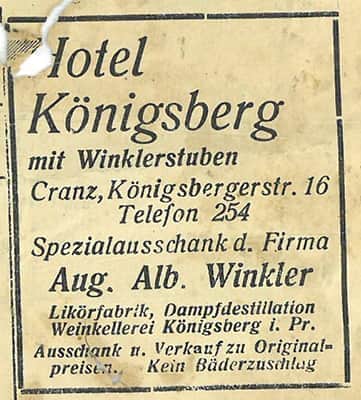 Hotel
Königsberg
mit Winklerstuben
Cranz, Königsbergerstr. 16
Telefon 254
Spezialausschank d. Firma
Aug. Alb. Winkler
Likörfabrik, Dampfdestillation
Weinkellerei Königsberg i. Pr.
Ausschank u. Verkauf zu Original-
preisen. Kein Bäderzuschlag